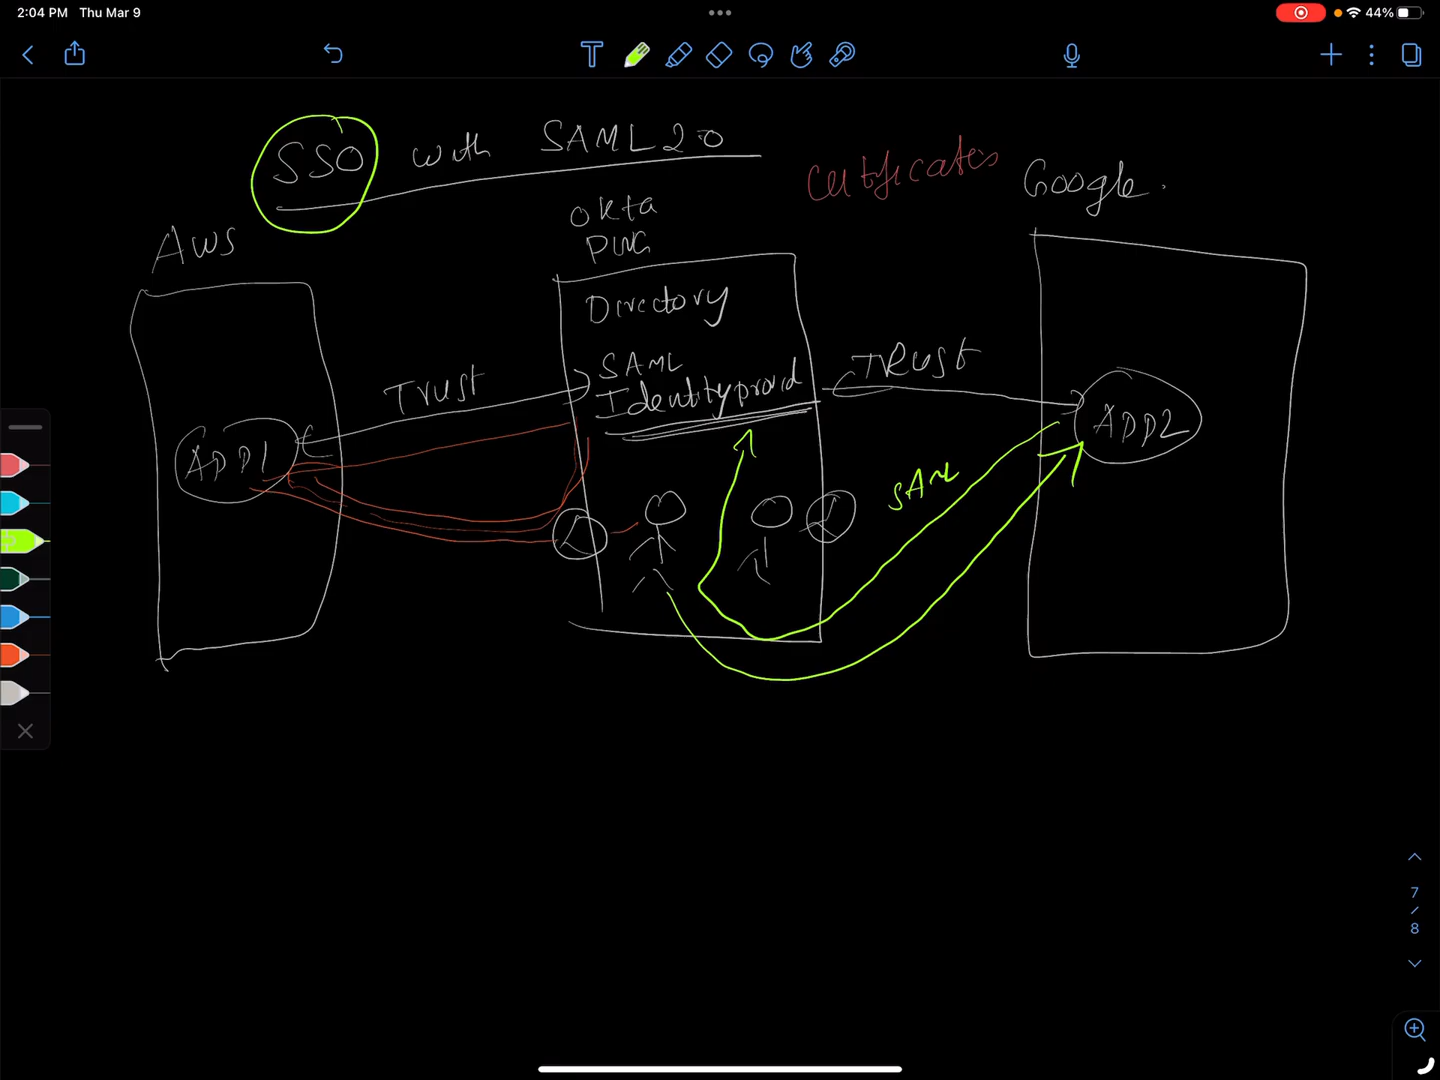 2:04 PM Thu Mar 9
44%
SSO with SAML 2.0
Certificates
Google.
Okta
PING
AWS
Directory
SAML
Identity provid
Trust
TRUST
APP1
APP2
SAML
7
/
8